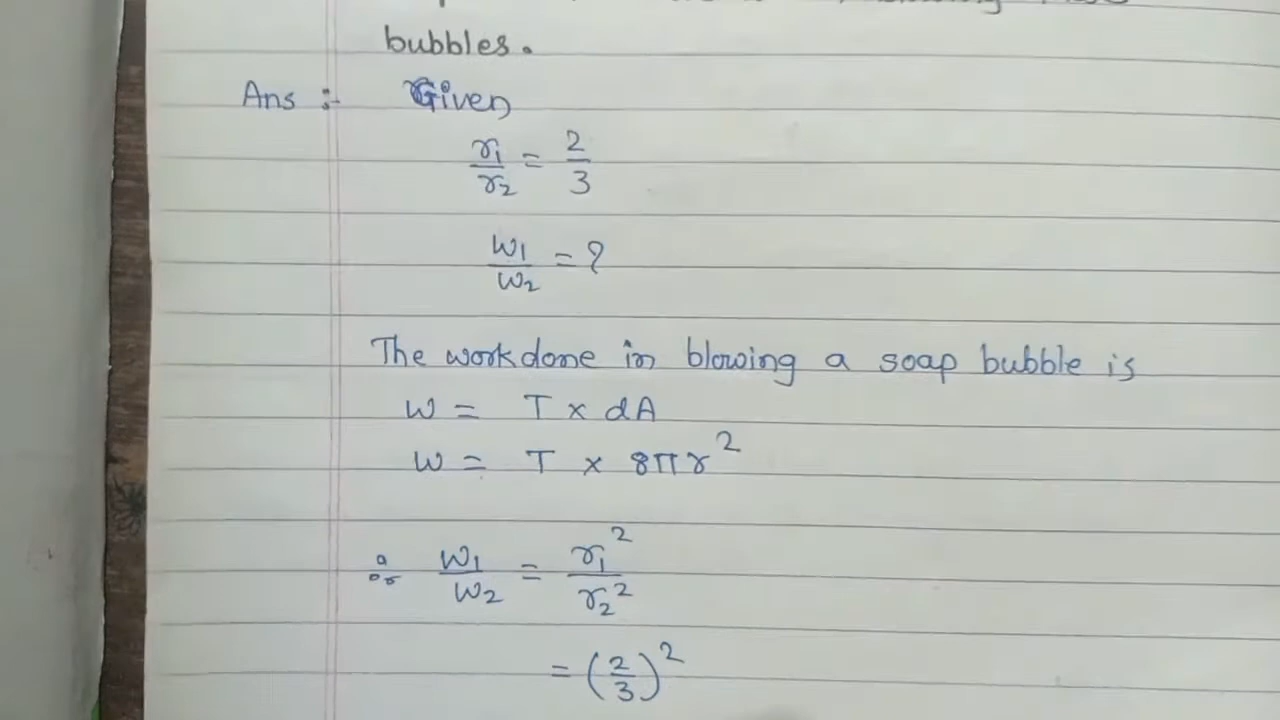 bubbles.
Ans :- Given
r₁/r₂ = 2/3
W₁/W₂ = ?
The workdone in blowing a soap bubble is
W = T × dA
W = T × 8πr²
∴ W₁/W₂ = r₁²/r₂²
= (2/3)²